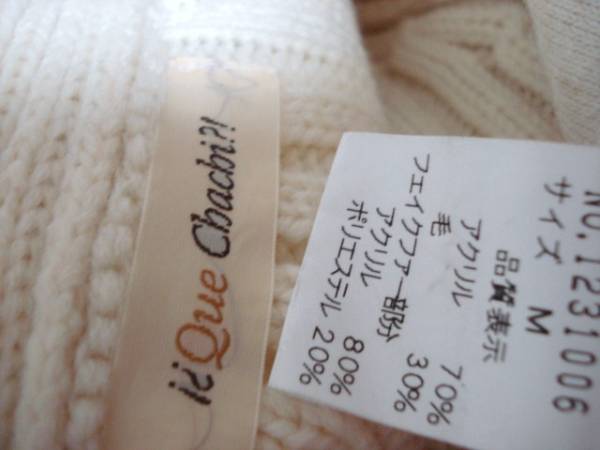 ¡¿Que Chachi?!
No.1231006
サイズ M
品質表示
アクリル 70%
毛 30%
フェイクファー部分
アクリル 80%
ポリエステル 20%